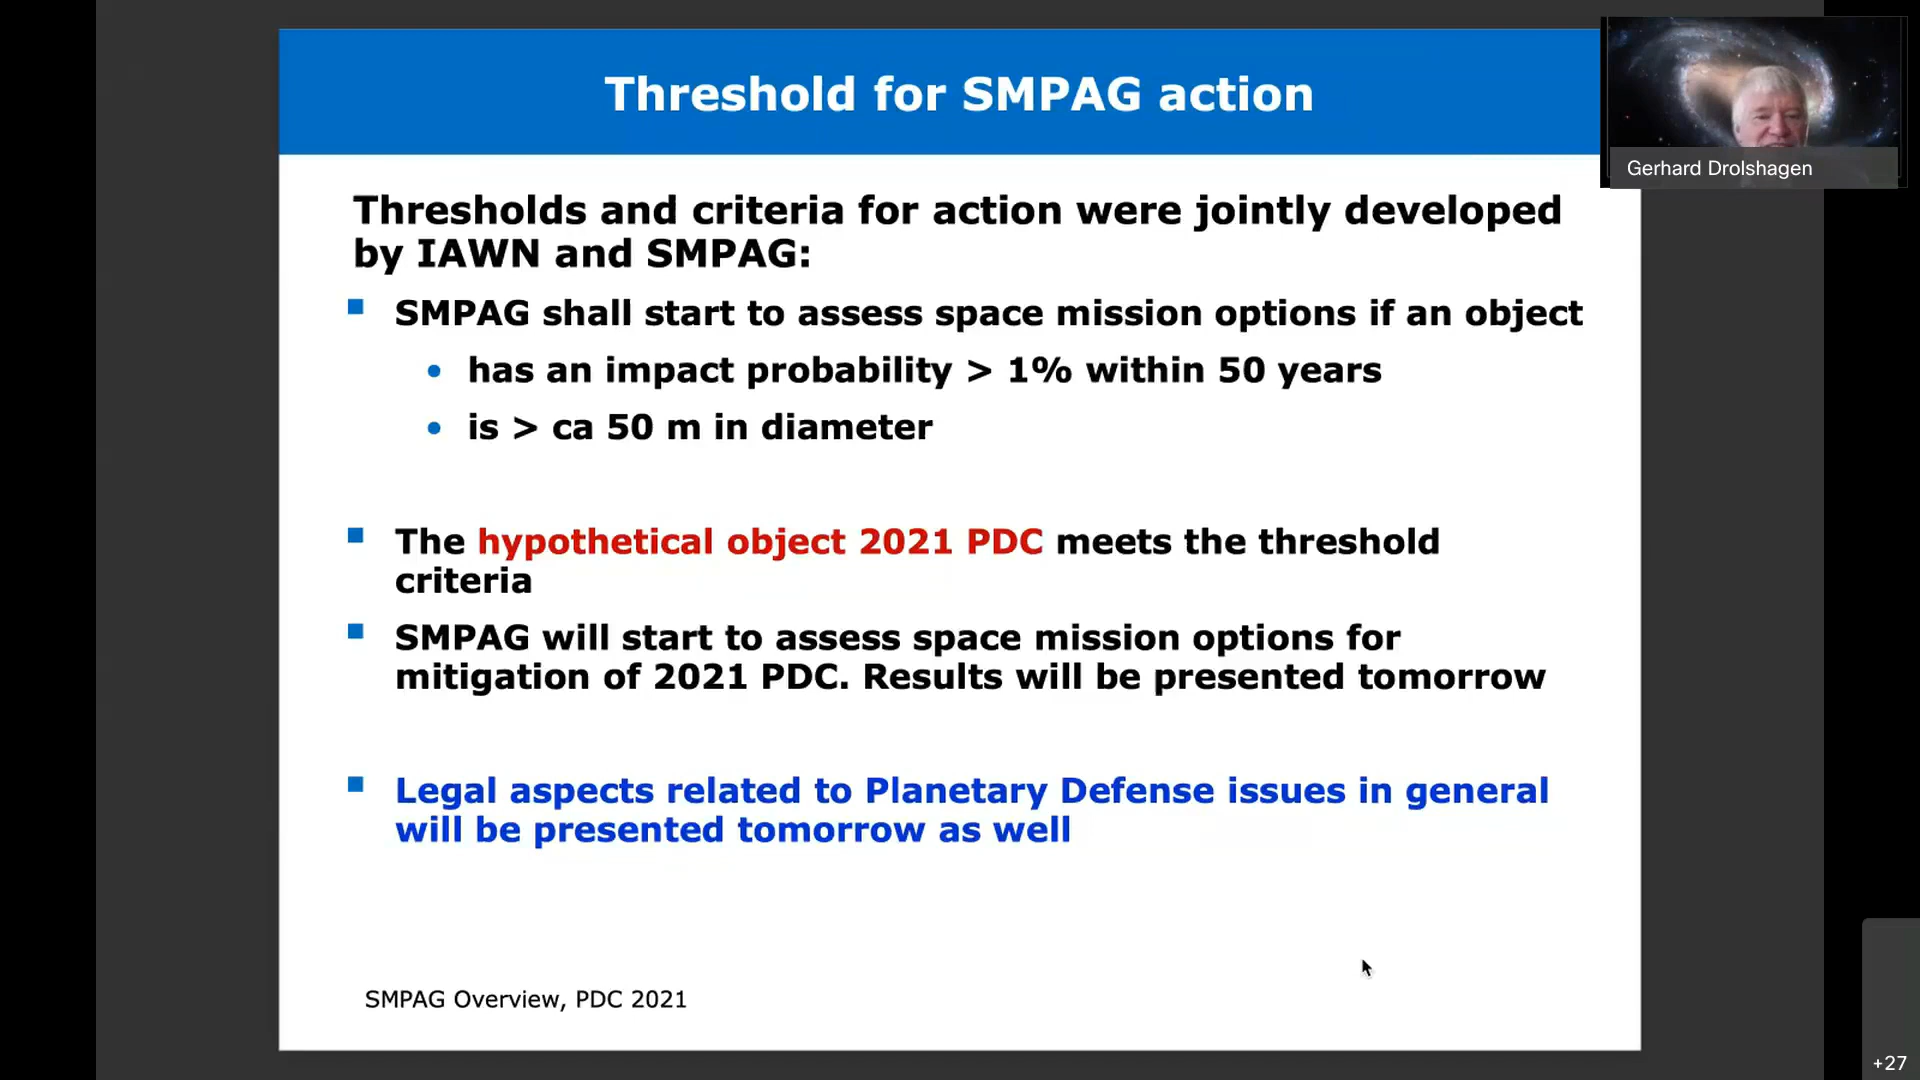 Threshold for SMPAG action
Gerhard Drolshagen
Thresholds and criteria for action were jointly developed
by IAWN and SMPAG:
SMPAG shall start to assess space mission options if an object
has an impact probability > 1% within 50 years
is > ca 50 m in diameter
The hypothetical object 2021 PDC meets the threshold
criteria
SMPAG will start to assess space mission options for
mitigation of 2021 PDC. Results will be presented tomorrow
Legal aspects related to Planetary Defense issues in general
will be presented tomorrow as well
SMPAG Overview, PDC 2021
+27